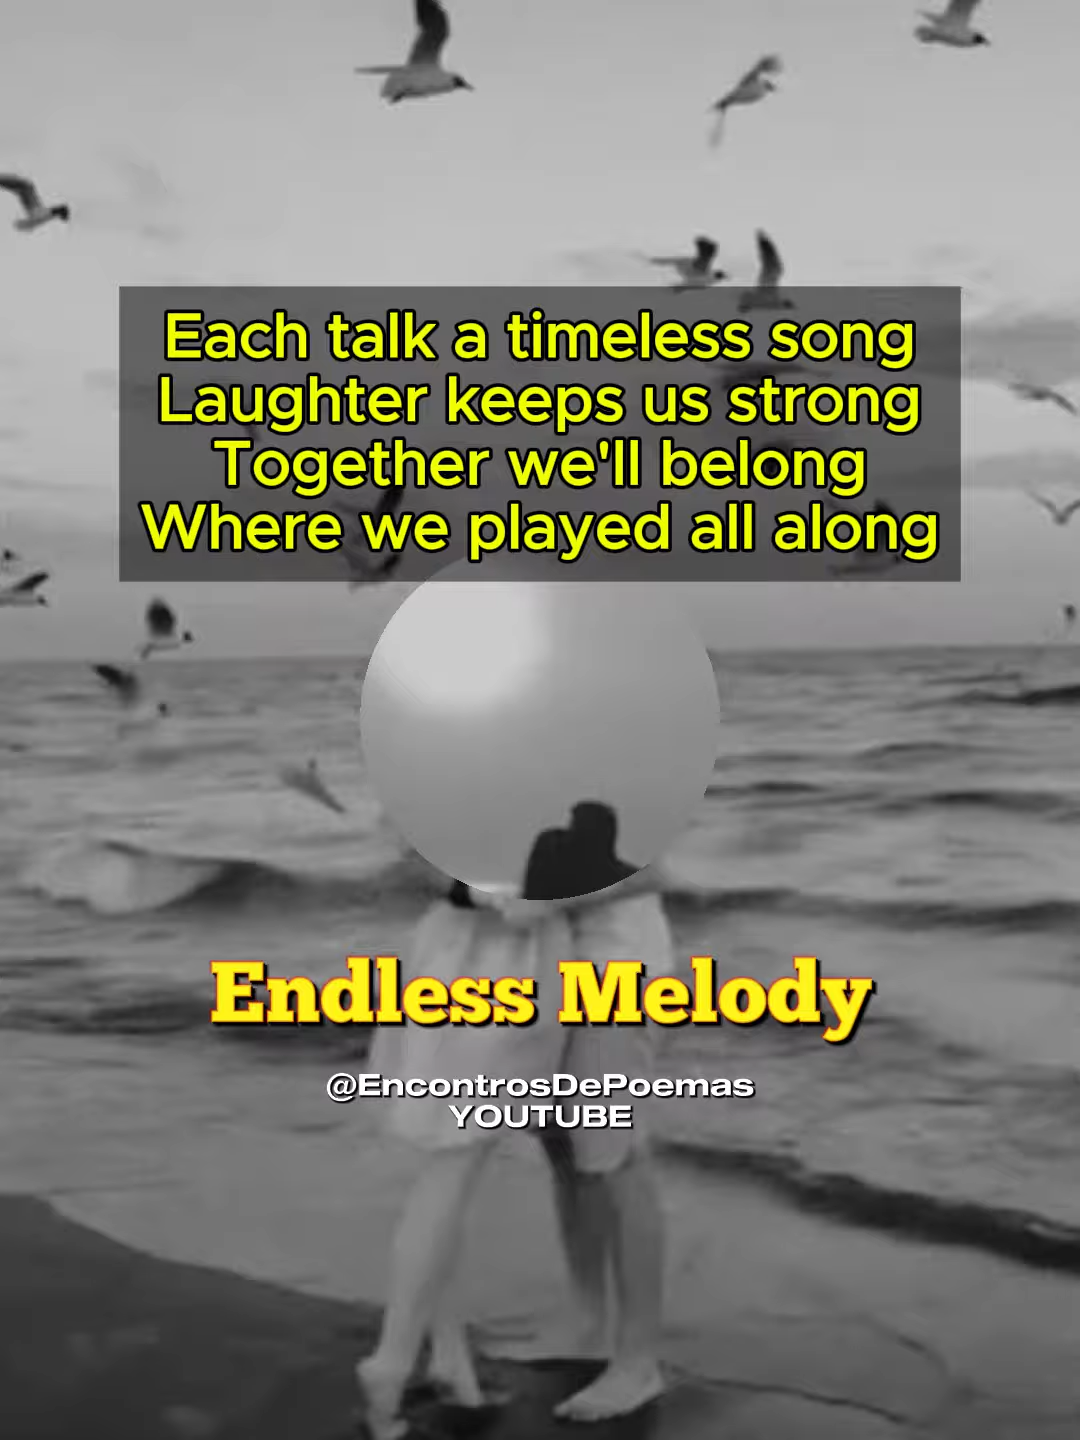 Each talk a timeless song
Laughter keeps us strong
Together we'll belong
Where we played all along
Endless Melody
@EncontrosDePoemas
YOUTUBE